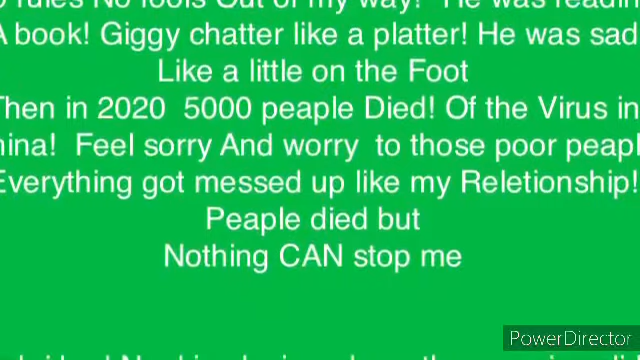 rules No fools Out of my way! He was readin
A book! Giggy chatter like a platter! He was sad
Like a little on the Foot
Then in 2020 5000 peaple Died! Of the Virus in
hina! Feel sorry And worry to those poor peapl
Everything got messed up like my Reletionship!
Peaple died but
Nothing CAN stop me
PowerDirector